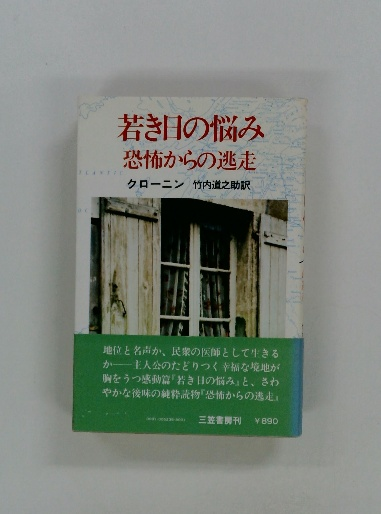 若き日の悩み
恐怖からの逃走
クローニン 竹内道之助訳
地位と名声か、民衆の医師として生きる
か――主人公のたどりつく幸福な境地が
胸をうつ感動篇『若き日の悩み』と、さわ
やかな後味の純粋読物『恐怖からの逃走』
三笠書房刊 ￥890